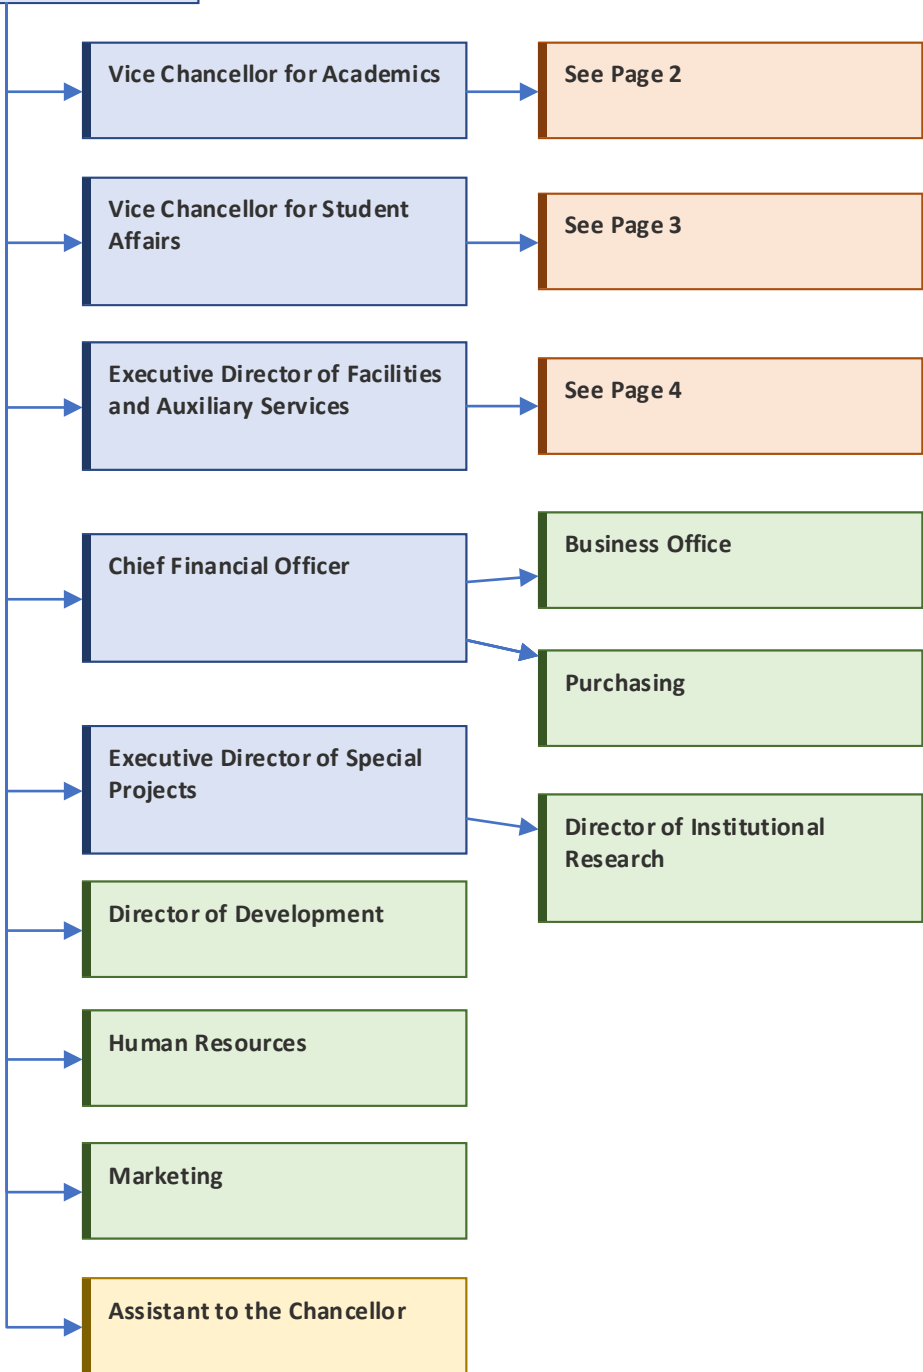 Vice Chancellor for Academics
See Page 2
Vice Chancellor for Student
Affairs
See Page 3
Executive Director of Facilities
and Auxiliary Services
See Page 4
Chief Financial Officer
Business Office
Purchasing
Executive Director of Special
Projects
Director of Institutional
Research
Director of Development
Human Resources
Marketing
Assistant to the Chancellor